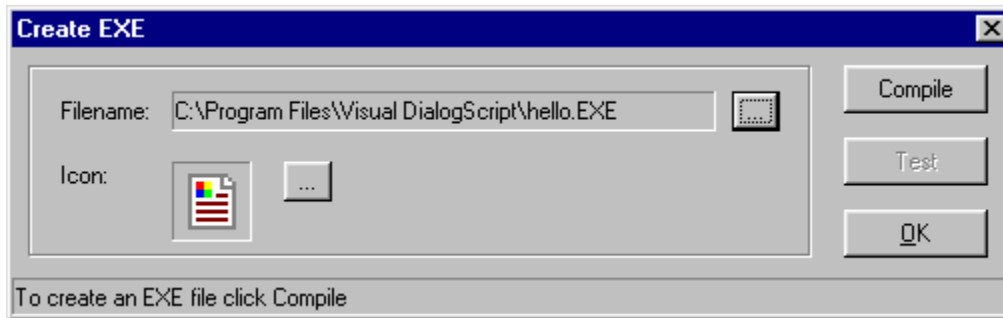 Create EXE
Filename: C:\Program Files\Visual DialogScript\hello.EXE ... Compile
Icon: ... Test
OK
To create an EXE file click Compile